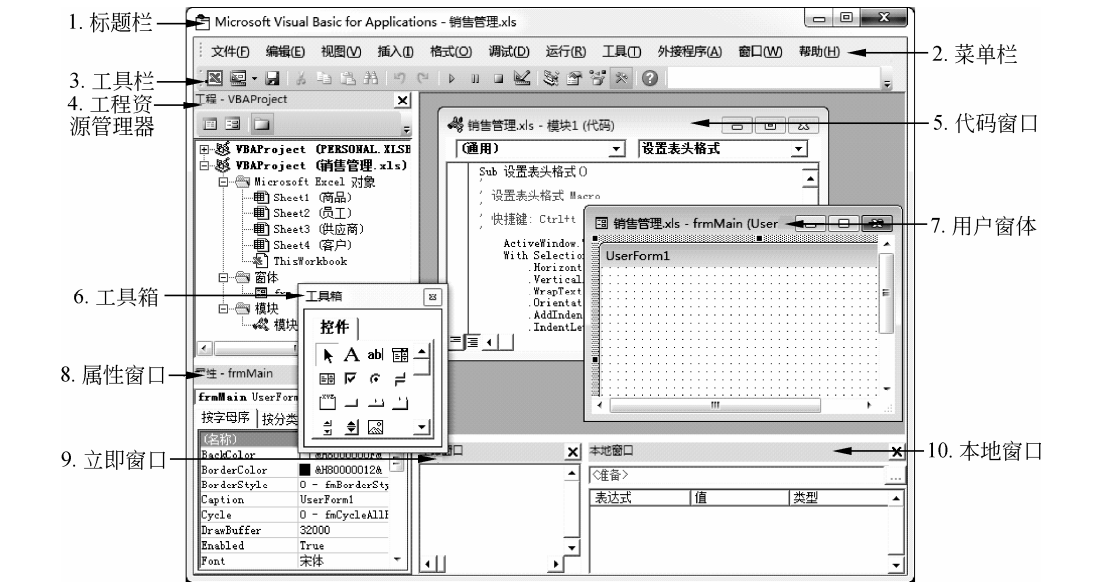 1. 标题栏
Microsoft Visual Basic for Applications - 销售管理.xls
文件(F) 编辑(E) 视图(V) 插入(I) 格式(O) 调试(D) 运行(R) 工具(T) 外接程序(A) 窗口(W) 帮助(H)
2. 菜单栏
3. 工具栏
4. 工程资
源管理器
工程 - VBAProject
VBAProject (PERSONAL.XLSB
VBAProject (销售管理.xls)
Microsoft Excel 对象
Sheet1 (商品)
Sheet2 (员工)
Sheet3 (供应商)
Sheet4 (客户)
ThisWorkbook
窗体
模块
模块
销售管理.xls - 模块1 (代码)
5. 代码窗口
(通用)
设置表头格式
Sub 设置表头格式()
'
' 设置表头格式 Macro
'
' 快捷键: Ctrl+t
ActiveWindow.
With Selectio
.Horizont
.Vertical
.WrapText
.Orientat
.AddInden
.IndentLe
销售管理.xls - frmMain (User
7. 用户窗体
UserForm1
6. 工具箱
工具箱
控件
A
ab|
XYZ
8. 属性窗口
属性 - frmMain
frmMain UserForm
按字母序 按分类
(名称)
BackColor &H8000000F&
BorderColor &H80000012&
BorderStyle 0 - fmBorderSty
Caption UserForm1
Cycle 0 - fmCycleAllF
DrawBuffer 32000
Enabled True
Font 宋体
9. 立即窗口
窗口
本地窗口
10. 本地窗口
<准备>
表达式 值 类型